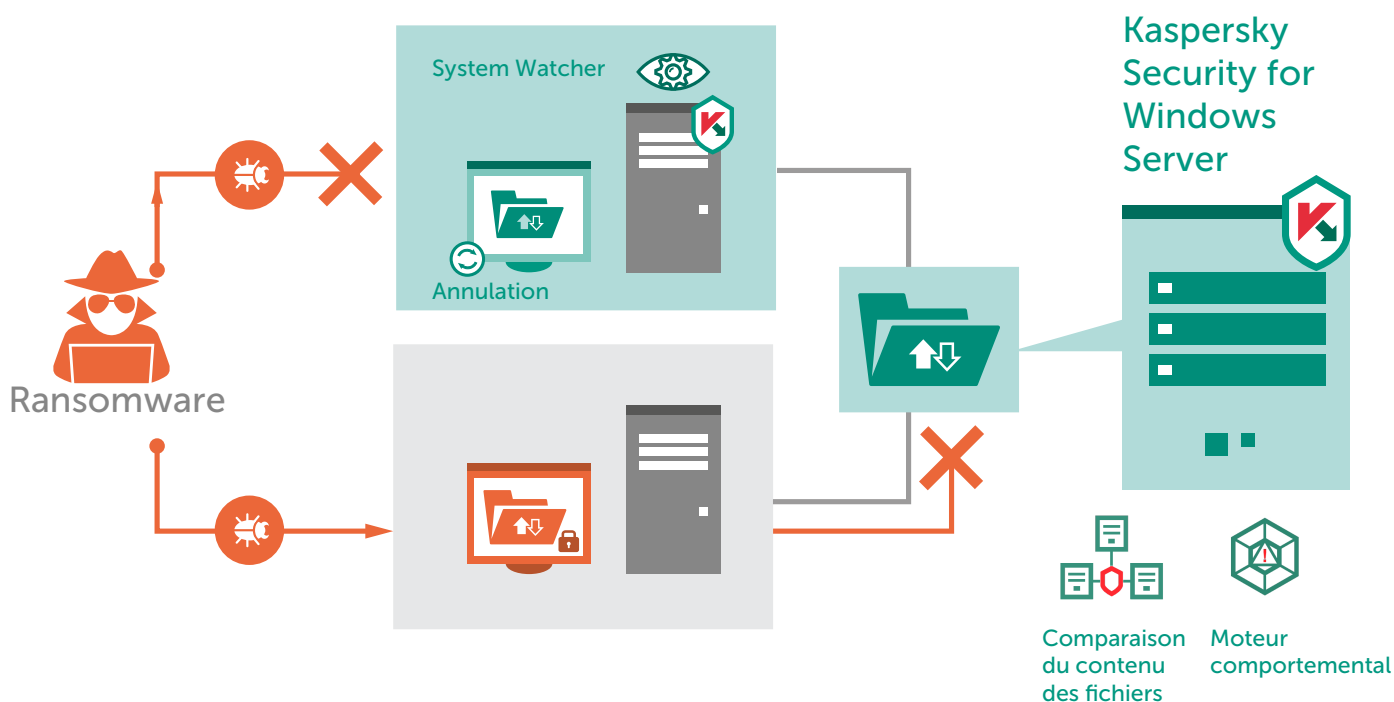 Kaspersky
Security for
Windows
Server
System Watcher
Annulation
Ransomware
Comparaison
du contenu
des fichiers
Moteur
comportemental